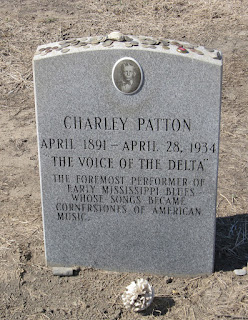 CHARLEY PATTON
APRIL 1891 – APRIL 28, 1934
"THE VOICE OF THE DELTA"
THE FOREMOST PERFORMER OF
EARLY MISSISSIPPI BLUES
WHOSE SONGS BECAME
CORNERSTONES OF AMERICAN
MUSIC.